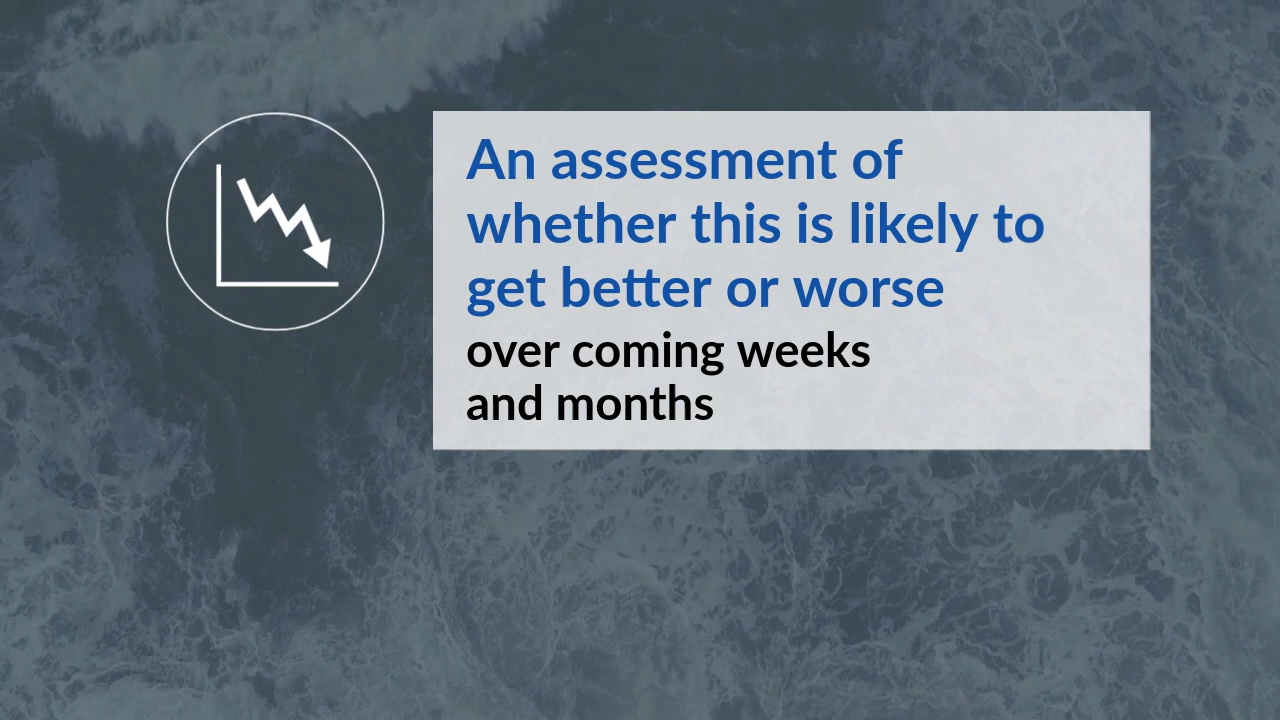 An assessment of
whether this is likely to
get better or worse
over coming weeks
and months